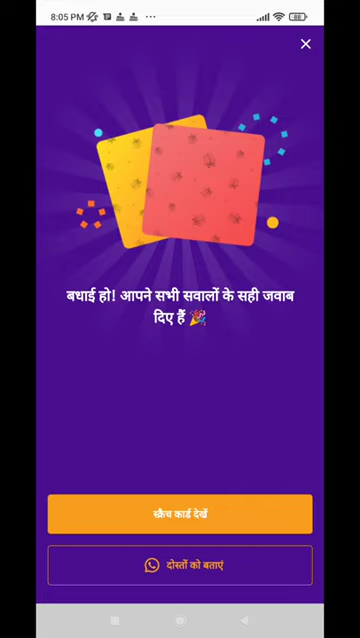 8:05 PM
बधाई हो! आपने सभी सवालों के सही जवाब
दिए हैं 🎉
स्क्रैच कार्ड देखें
दोस्तों को बताएं